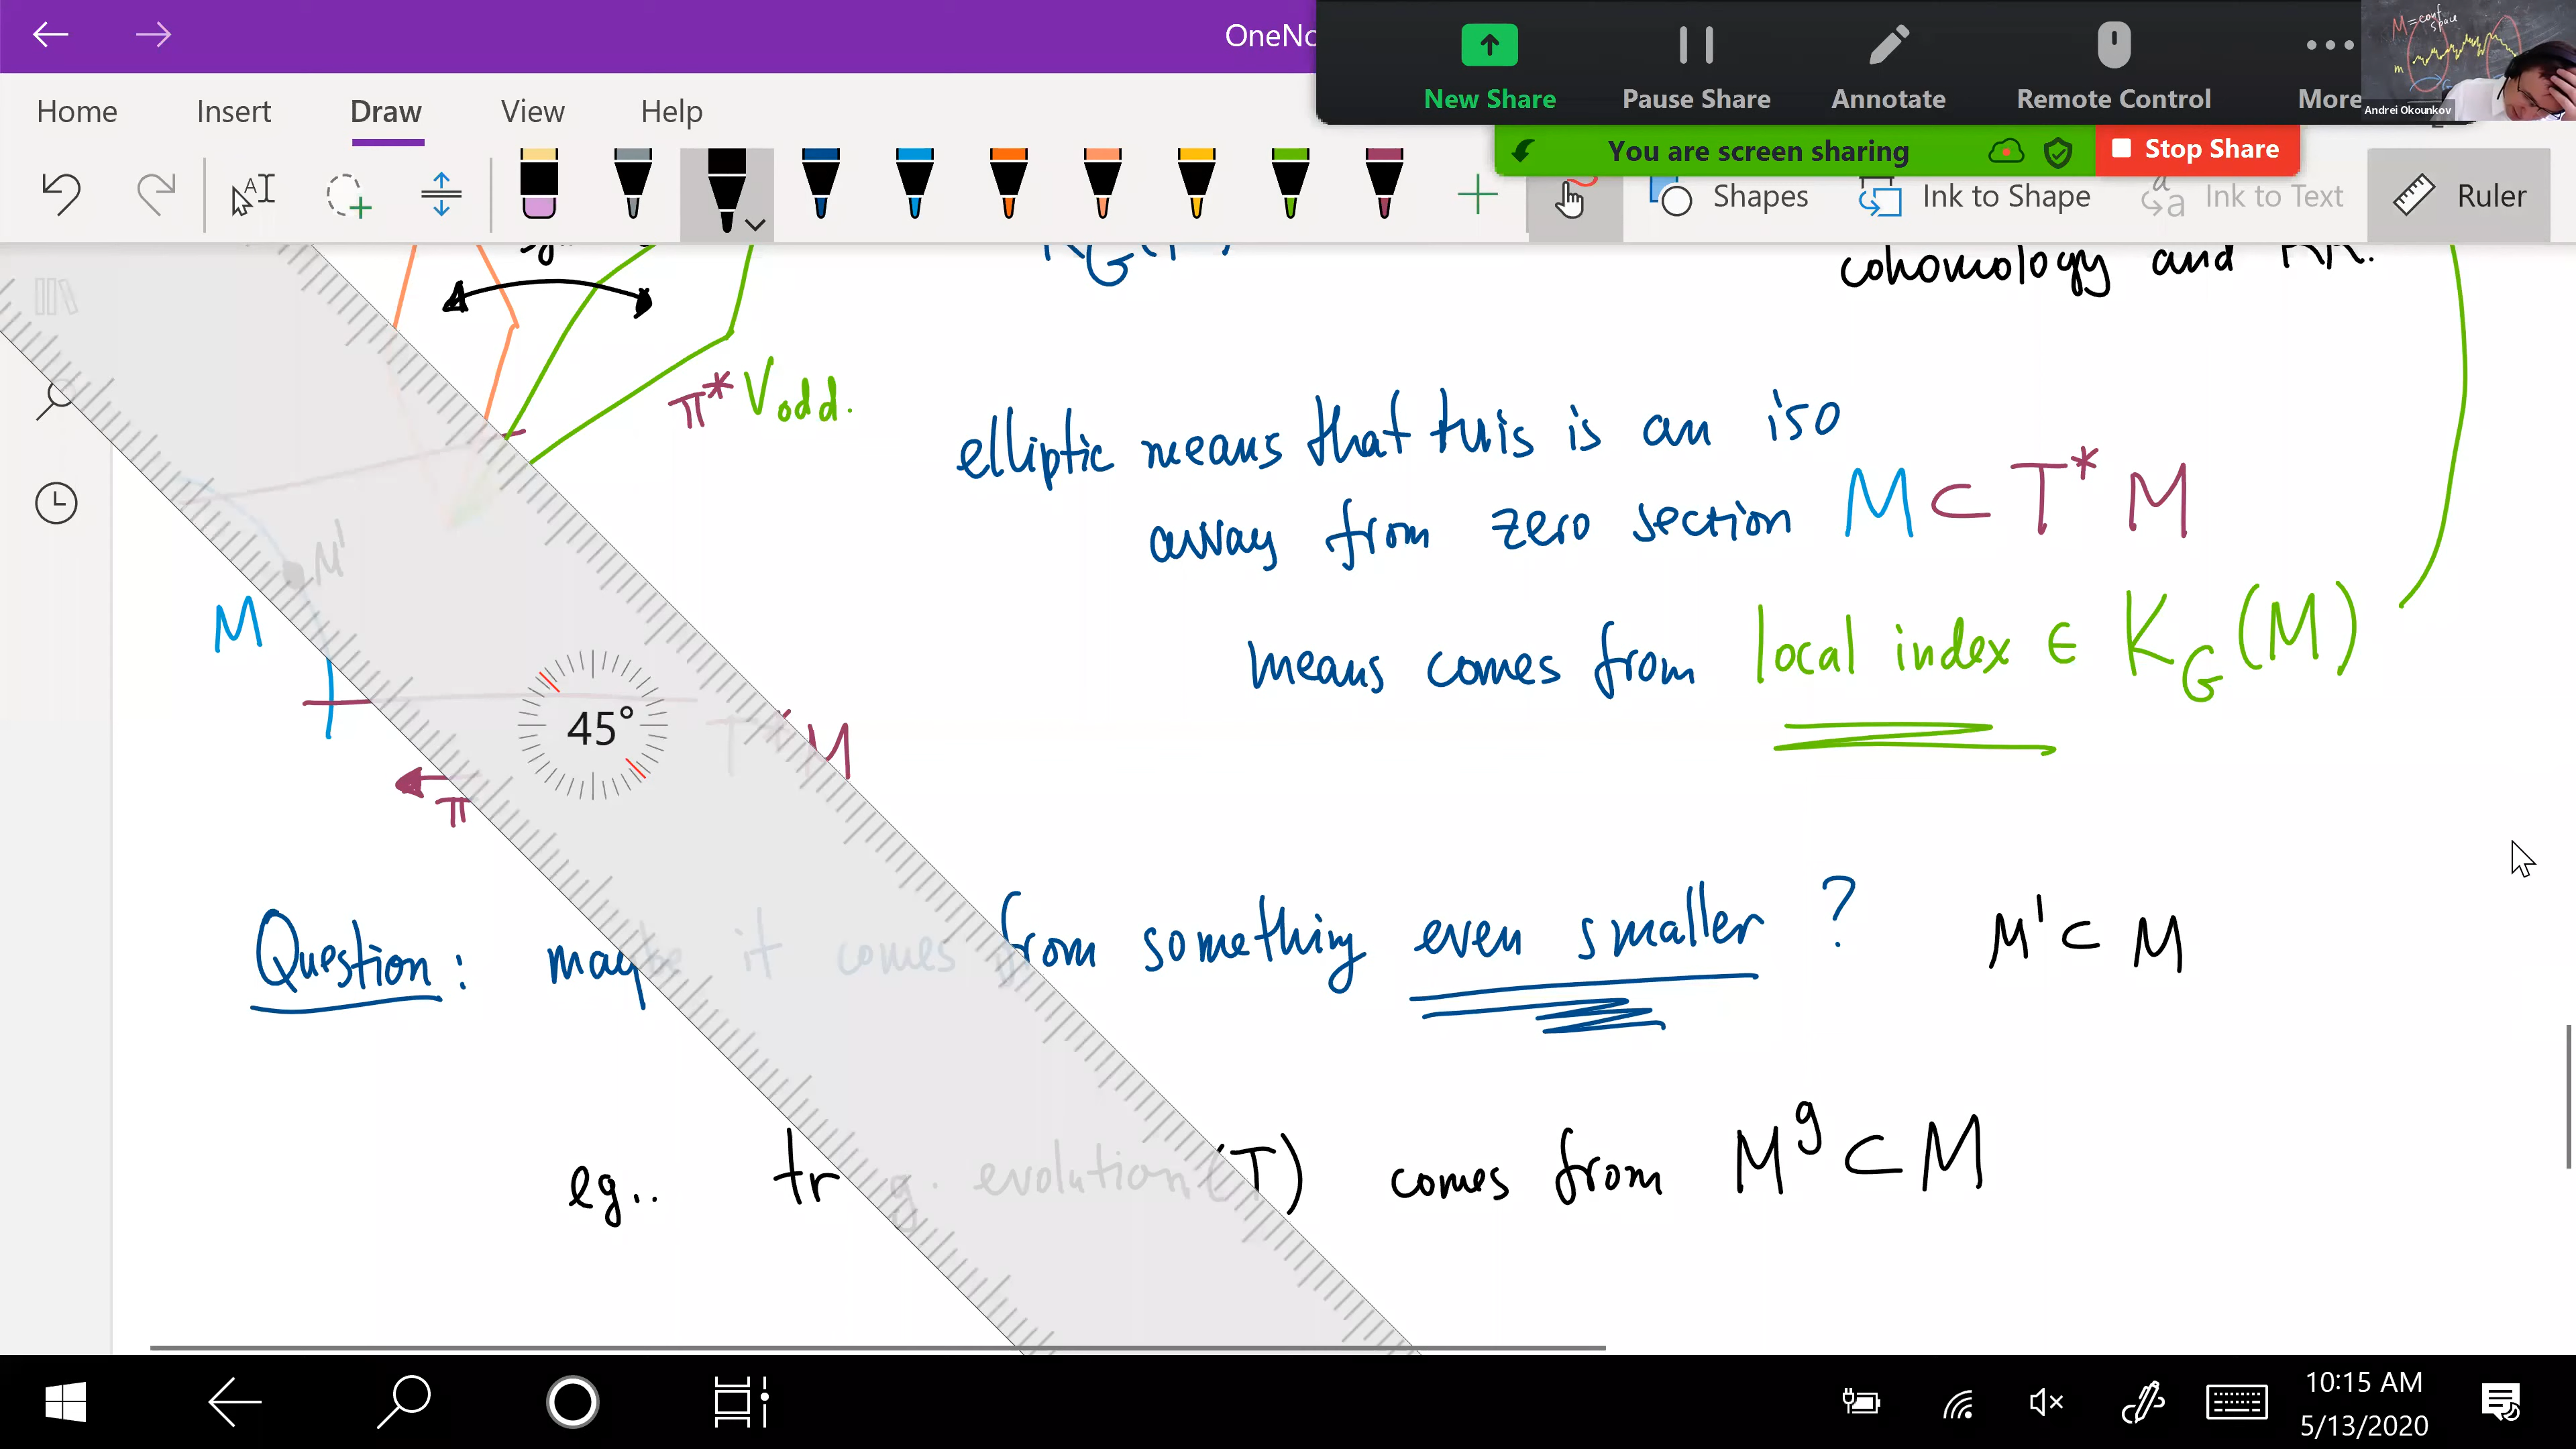 OneNo
New Share
Pause Share
Annotate
Remote Control
More
M = conf space
m
Andrei Okounkov
Home Insert Draw View Help
You are screen sharing
Stop Share
Shapes
Ink to Shape
Ink to Text
Ruler
cohomology and
π* Vodd.
elliptic means that this is an iso
away from zero section M ⊂ T* M
M'
M
means comes from local index ∈ K_G(M)
45°
T* M
π
Question: maybe it comes from something even smaller? M' ⊂ M
eg.. tr g. evolution (T) comes from M^g ⊂ M
10:15 AM
5/13/2020